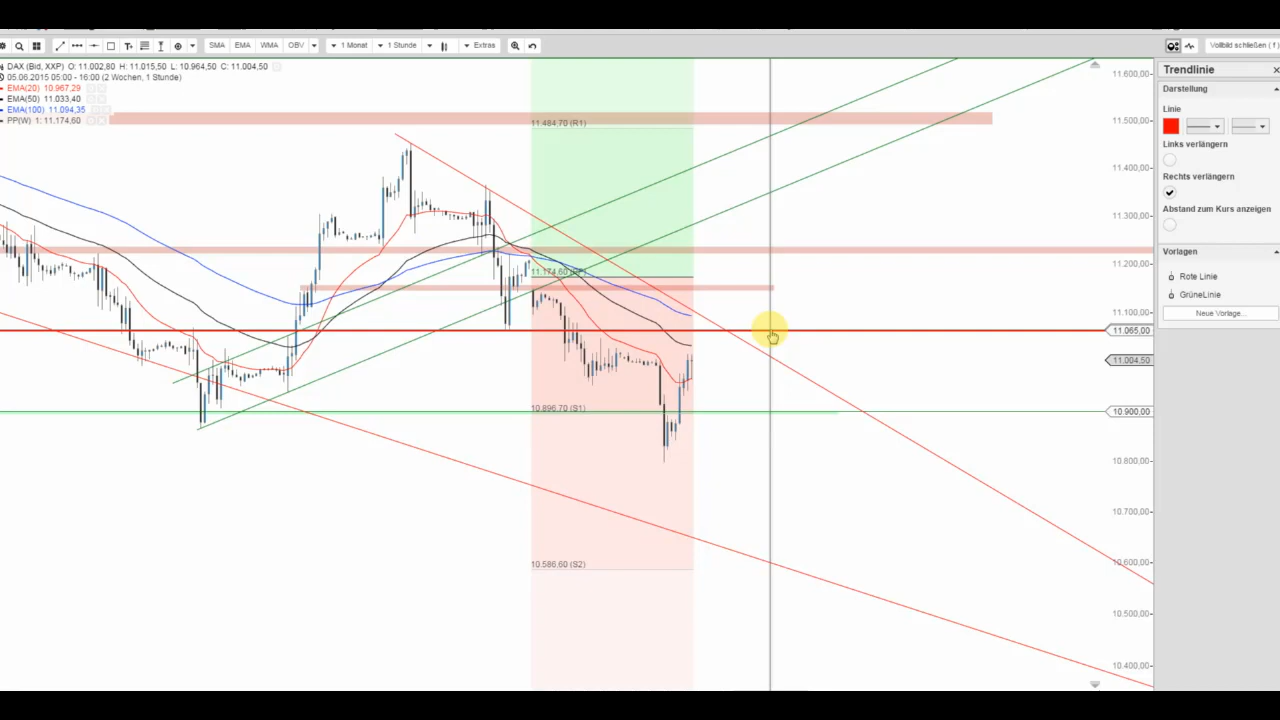 SMA EMA WMA OBV 1 Monat 1 Stunde Extras Vollbild schließen ( f )
DAX (Bid, XXP) O: 11.002,80 H: 11.015,50 L: 10.964,50 C: 11.004,50
05.06.2015 05:00 - 16:00 (2 Wochen, 1 Stunde)
EMA(20) 10.967,29
EMA(50) 11.033,40
EMA(100) 11.094,35
PP(W) 1: 11.174,60
11.484,70 (R1)
11.174,60 (PP)
10.896,70 (S1)
10.586,60 (S2)
11.600,00
11.500,00
11.400,00
11.300,00
11.200,00
11.100,00
11.065,00
11.004,50
10.900,00
10.800,00
10.700,00
10.600,00
10.500,00
10.400,00
Trendlinie
Darstellung
Linie
Links verlängern
Rechts verlängern
Abstand zum Kurs anzeigen
Vorlagen
Rote Linie
GrüneLinie
Neue Vorlage...